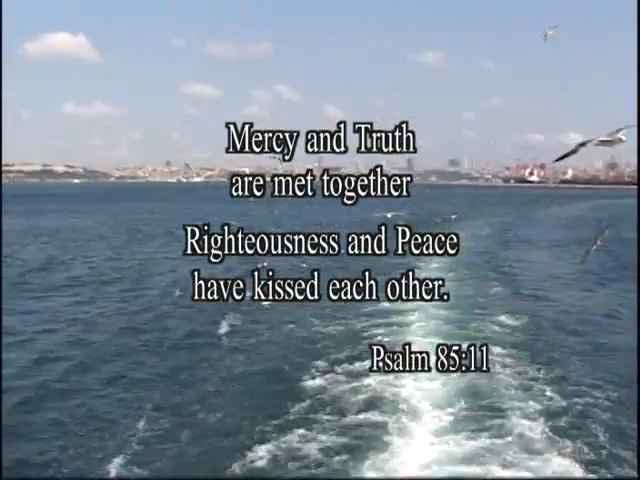 Mercy and Truth
are met together
Righteousness and Peace
have kissed each other.
Psalm 85:11